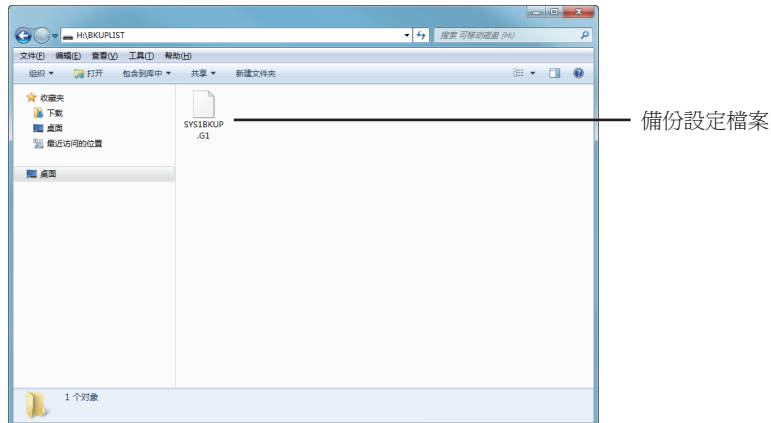 H:\BKUPLIST
搜索 可移动磁盘 (H:)
文件(F) 编辑(E) 查看(V) 工具(T) 帮助(H)
组织 打开 包含到库中 共享 新建文件夹
收藏夹
下载
桌面
最近访问的位置
桌面
SYS1BKUP
.G1
備份設定檔案
1 个对象